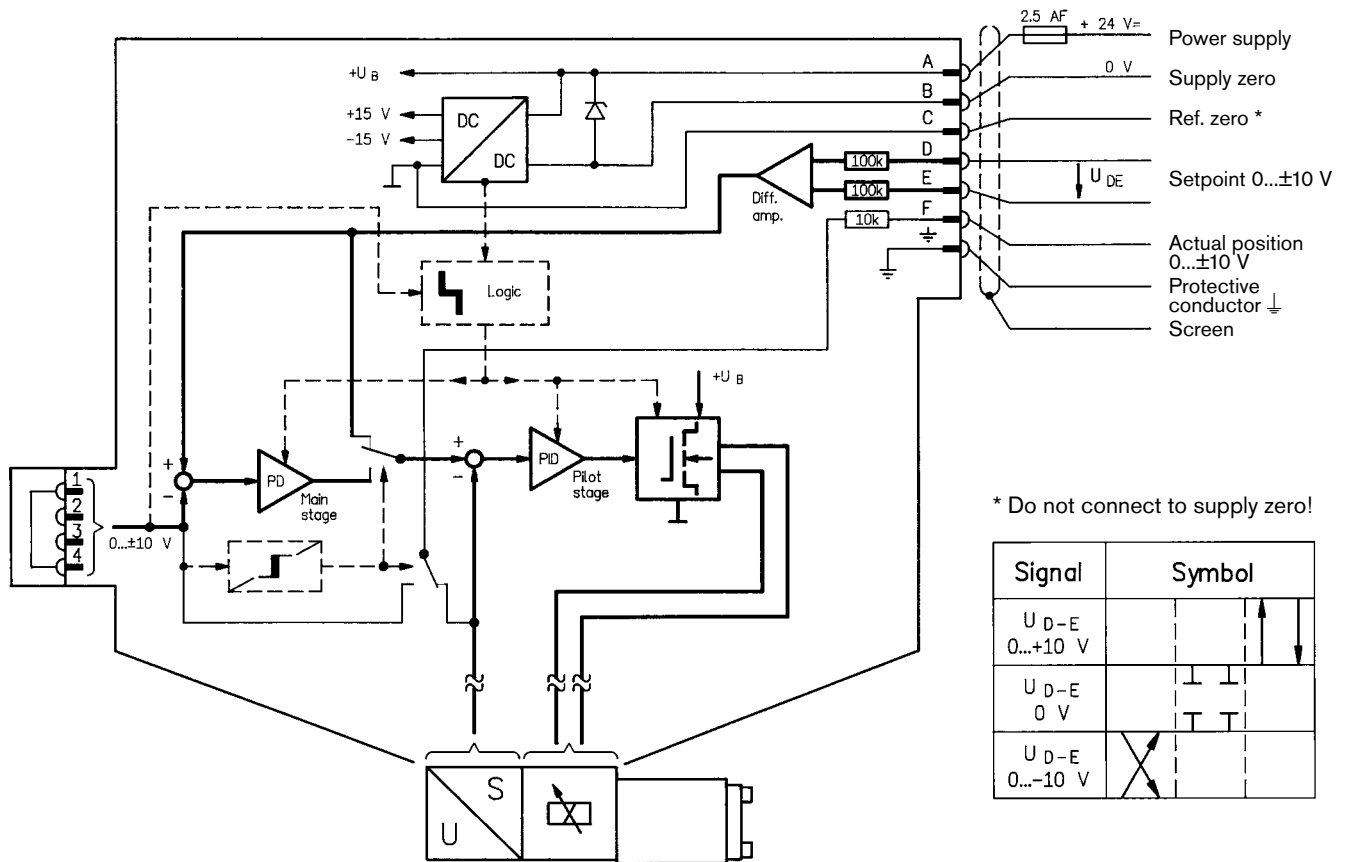 2.5 AF
+ 24 V=
Power supply
A
+U B
0 V
Supply zero
B
+15 V
DC
C
Ref. zero *
-15 V
DC
D
100k
U DE
Setpoint 0...±10 V
E
100k
Diff. amp.
F
10k
Actual position
0...±10 V
Protective
conductor
Screen
Logic
+U B
+
-
PD
Main
stage
+
-
PID
Pilot
stage
1
2
3
4
0...±10 V
* Do not connect to supply zero!
Signal
Symbol
U D-E
0...+10 V
U D-E
0 V
U D-E
0...-10 V
S
U